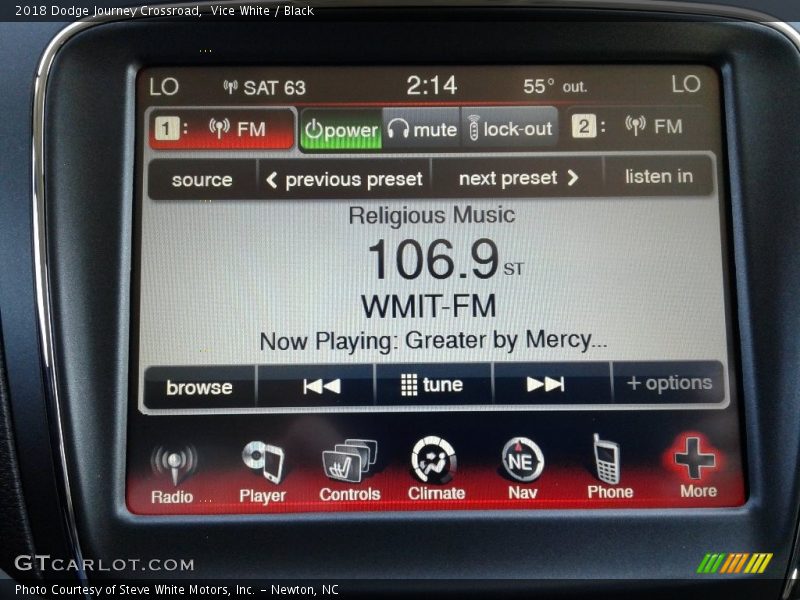 2018 Dodge Journey Crossroad,  Vice White / Black
LO SAT 63 2:14 55° out. LO
1: FM power mute lock-out 2: FM
source < previous preset next preset > listen in
Religious Music
106.9 ST
WMIT-FM
Now Playing: Greater by Mercy...
browse tune + options
NE
Radio Player Controls Climate Nav Phone More
GTCARLOT.COM
Photo Courtesy of Steve White Motors, Inc. – Newton, NC